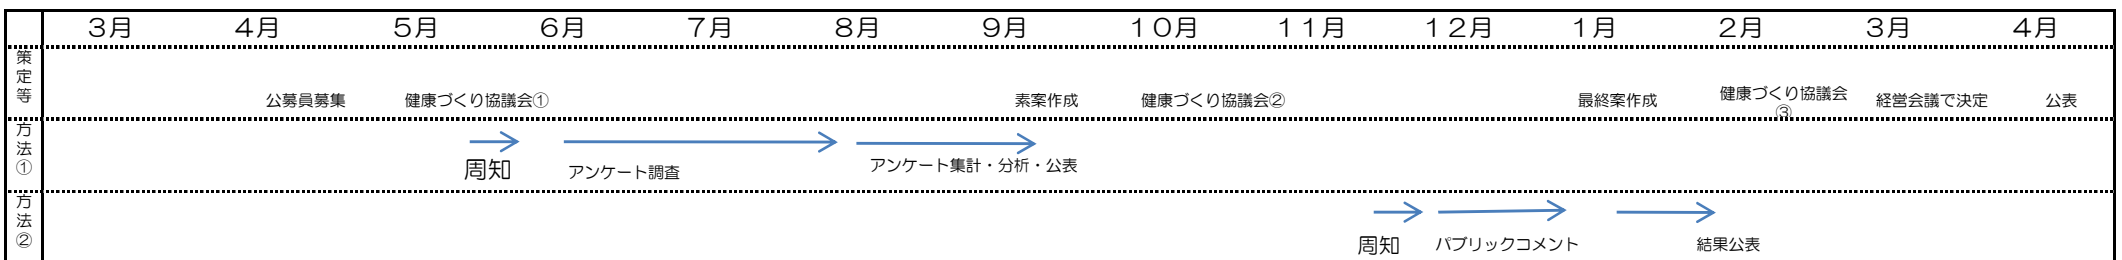 ３月 ４月 ５月 ６月 ７月 ８月 ９月 １０月 １１月 １２月 １月 ２月 ３月 ４月
策定等
公募員募集 健康づくり協議会① 素案作成 健康づくり協議会② 最終案作成 健康づくり協議会③ 経営会議で決定 公表
方法①
周知 アンケート調査 アンケート集計・分析・公表
方法②
周知 パブリックコメント 結果公表